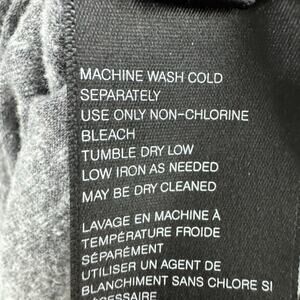 MACHINE WASH COLD
SEPARATELY
USE ONLY NON-CHLORINE
BLEACH
TUMBLE DRY LOW
LOW IRON AS NEEDED
MAY BE DRY CLEANED
LAVAGE EN MACHINE À
TEMPÉRATURE FROIDE
SÉPARÉMENT
UTILISER UN AGENT DE
BLANCHIMENT SANS CHLORE SI
NÉCESSAIRE